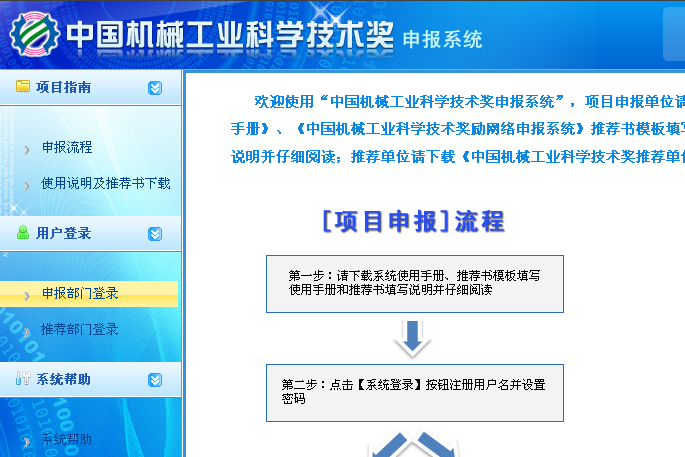 中国机械工业科学技术奖 申报系统
项目指南
申报流程
使用说明及推荐书下载
用户登录
申报部门登录
推荐部门登录
系统帮助
系统帮助
欢迎使用“中国机械工业科学技术奖申报系统”，项目申报单位请
手册》、《中国机械工业科学技术奖励网络申报系统》推荐书模板填写
说明并仔细阅读；推荐单位请下载《中国机械工业科学技术奖推荐单位
[项目申报]流程
第一步：请下载系统使用手册、推荐书模板填写
使用手册和推荐书填写说明并仔细阅读
第二步：点击【系统登录】按钮注册用户名并设置
密码